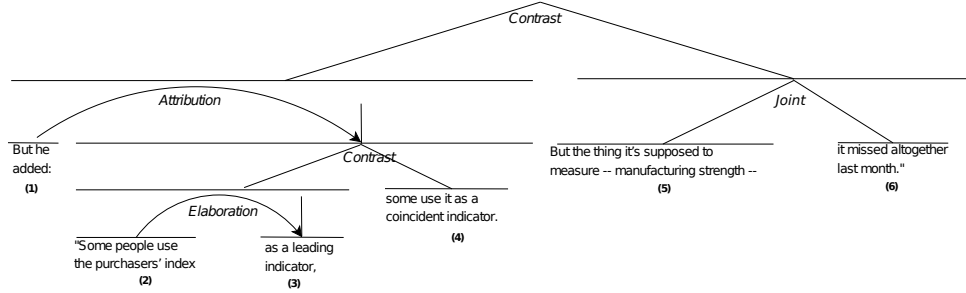 Contrast
Attribution
Joint
But he
added:
(1)
Contrast
But the thing it's supposed to
measure -- manufacturing strength --
(5)
it missed altogether
last month."
(6)
Elaboration
some use it as a
coincident indicator.
(4)
"Some people use
the purchasers' index
(2)
as a leading
indicator,
(3)